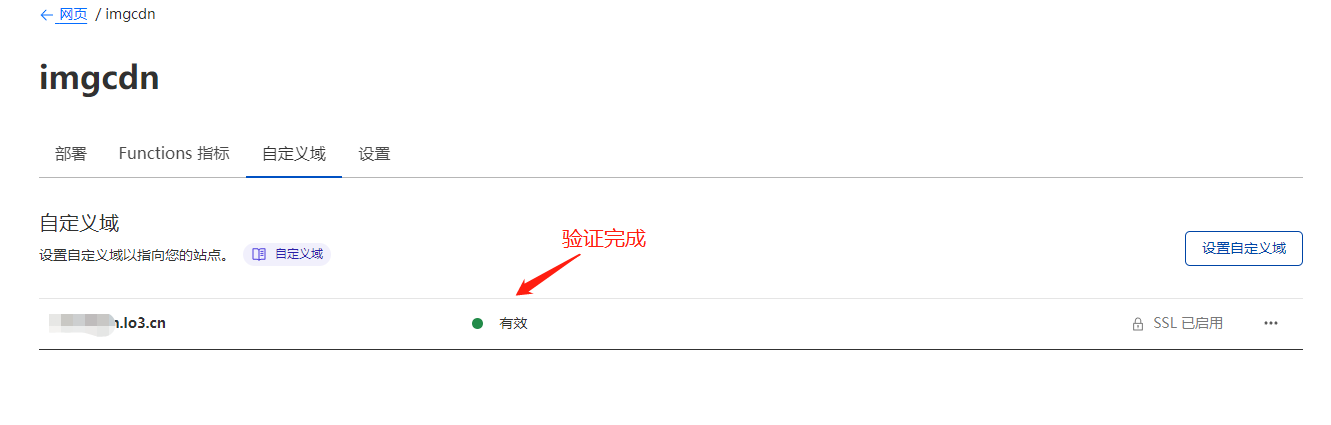 网页 / imgcdn
imgcdn
部署 Functions 指标 自定义域 设置
自定义域
验证完成
设置自定义域以指向您的站点。 自定义域
设置自定义域
.lo3.cn 有效 SSL 已启用